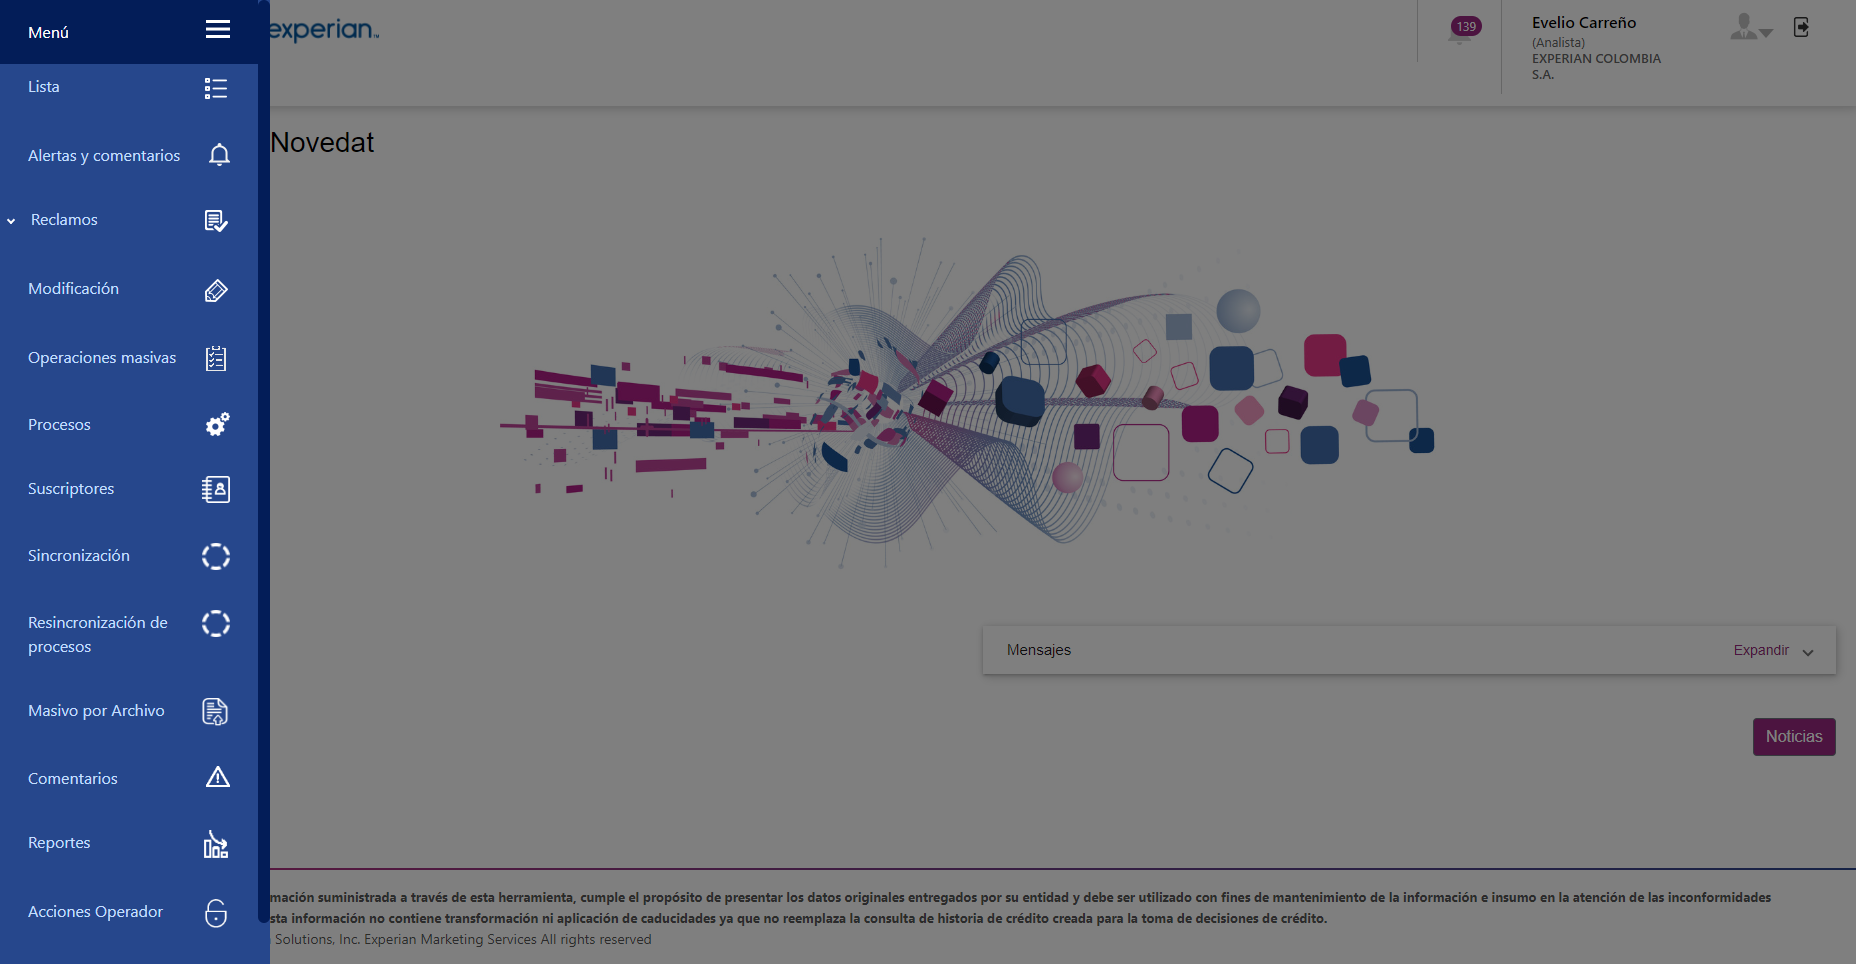 Menú
Lista
Alertas y comentarios
Reclamos
Modificación
Operaciones masivas
Procesos
Suscriptores
Sincronización
Resincronización de
procesos
Masivo por Archivo
Comentarios
Reportes
Acciones Operador
experian™
139
Evelio Carreño
(Analista)
EXPERIAN COLOMBIA
S.A.
Novedat
Mensajes
Expandir
Noticias
mación suministrada a través de esta herramienta, cumple el propósito de presentar los datos originales entregados por su entidad y debe ser utilizado con fines de mantenimiento de la información e insumo en la atención de las inconformidades
sta información no contiene transformación ni aplicación de caducidades ya que no reemplaza la consulta de historia de crédito creada para la toma de decisiones de crédito.
Solutions, Inc. Experian Marketing Services All rights reserved